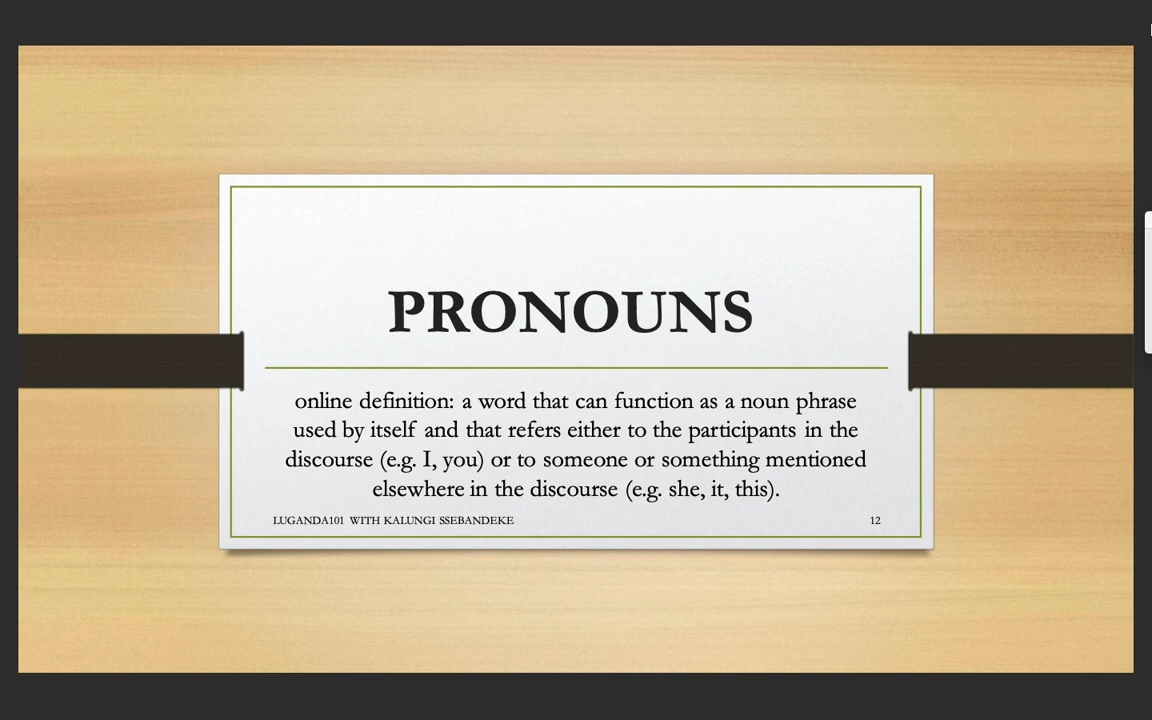 PRONOUNS
online definition: a word that can function as a noun phrase
used by itself and that refers either to the participants in the
discourse (e.g. I, you) or to someone or something mentioned
elsewhere in the discourse (e.g. she, it, this).
LUGANDA101 WITH KALUNGI SSEBANDEKE 12